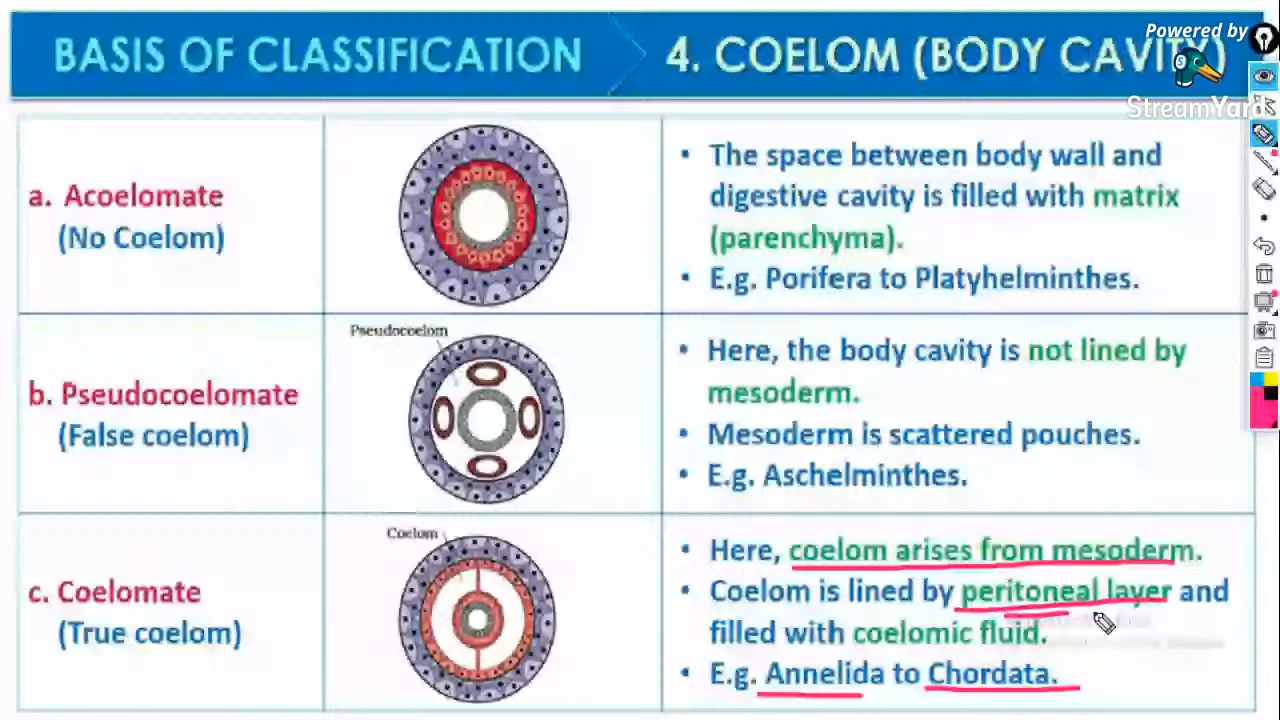 Powered by
StreamYard
BASIS OF CLASSIFICATION
4. COELOM (BODY CAVITY)
a. Acoelomate
(No Coelom)
• The space between body wall and
digestive cavity is filled with matrix
(parenchyma).
• E.g. Porifera to Platyhelminthes.
Pseudocoelom
b. Pseudocoelomate
(False coelom)
• Here, the body cavity is not lined by
mesoderm.
• Mesoderm is scattered pouches.
• E.g. Aschelminthes.
Coelom
c. Coelomate
(True coelom)
• Here, coelom arises from mesoderm.
• Coelom is lined by peritoneal layer and
filled with coelomic fluid.
• E.g. Annelida to Chordata.